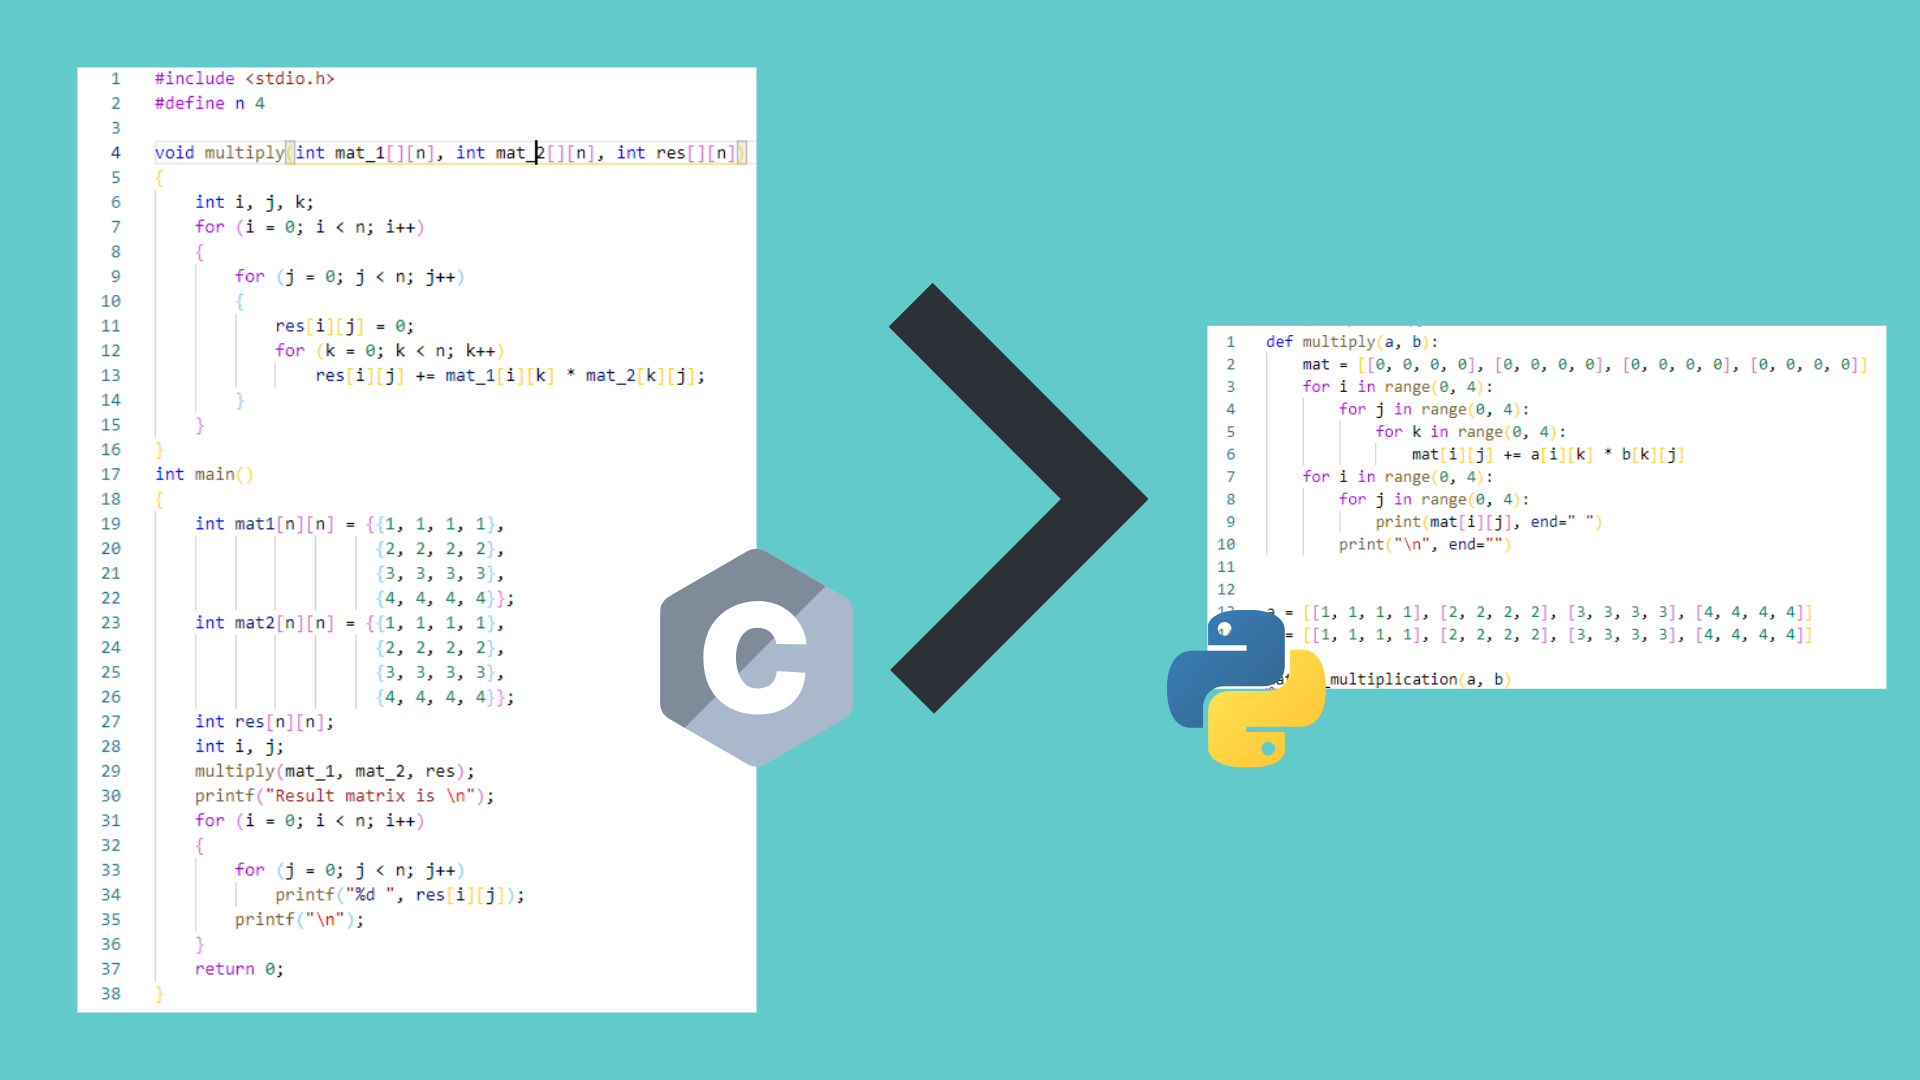 1 #include <stdio.h>
2 #define n 4
3
4 void multiply(int mat_1[][n], int mat_2[][n], int res[][n])
5 {
6 int i, j, k;
7 for (i = 0; i < n; i++)
8 {
9 for (j = 0; j < n; j++)
10 {
11 res[i][j] = 0;
12 for (k = 0; k < n; k++)
13 res[i][j] += mat_1[i][k] * mat_2[k][j];
14 }
15 }
16 }
17 int main()
18 {
19 int mat1[n][n] = {{1, 1, 1, 1},
20 {2, 2, 2, 2},
21 {3, 3, 3, 3},
22 {4, 4, 4, 4}};
23 int mat2[n][n] = {{1, 1, 1, 1},
24 {2, 2, 2, 2},
25 {3, 3, 3, 3},
26 {4, 4, 4, 4}};
27 int res[n][n];
28 int i, j;
29 multiply(mat_1, mat_2, res);
30 printf("Result matrix is \n");
31 for (i = 0; i < n; i++)
32 {
33 for (j = 0; j < n; j++)
34 printf("%d ", res[i][j]);
35 printf("\n");
36 }
37 return 0;
38 }
C
1 def multiply(a, b):
2 mat = [[0, 0, 0, 0], [0, 0, 0, 0], [0, 0, 0, 0], [0, 0, 0, 0]]
3 for i in range(0, 4):
4 for j in range(0, 4):
5 for k in range(0, 4):
6 mat[i][j] += a[i][k] * b[k][j]
7 for i in range(0, 4):
8 for j in range(0, 4):
9 print(mat[i][j], end=" ")
10 print("\n", end="")
11
12
a = [[1, 1, 1, 1], [2, 2, 2, 2], [3, 3, 3, 3], [4, 4, 4, 4]]
= [[1, 1, 1, 1], [2, 2, 2, 2], [3, 3, 3, 3], [4, 4, 4, 4]]
_multiplication(a, b)